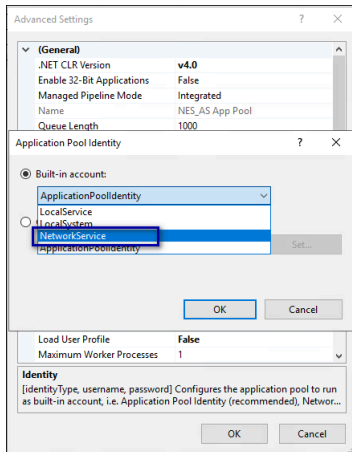 Advanced Settings ? ×
(General)
.NET CLR Version v4.0
Enable 32-Bit Applications False
Managed Pipeline Mode Integrated
Name NES_AS App Pool
Queue Length 1000
Application Pool Identity ? ×
Built-in account:
ApplicationPoolIdentity
LocalService
LocalSystem
NetworkService
ApplicationPoolIdentity
Set...
OK Cancel
Load User Profile False
Maximum Worker Processes 1
Identity
[identityType, username, password] Configures the application pool to run
as built-in account, i.e. Application Pool Identity (recommended), Networ...
OK Cancel